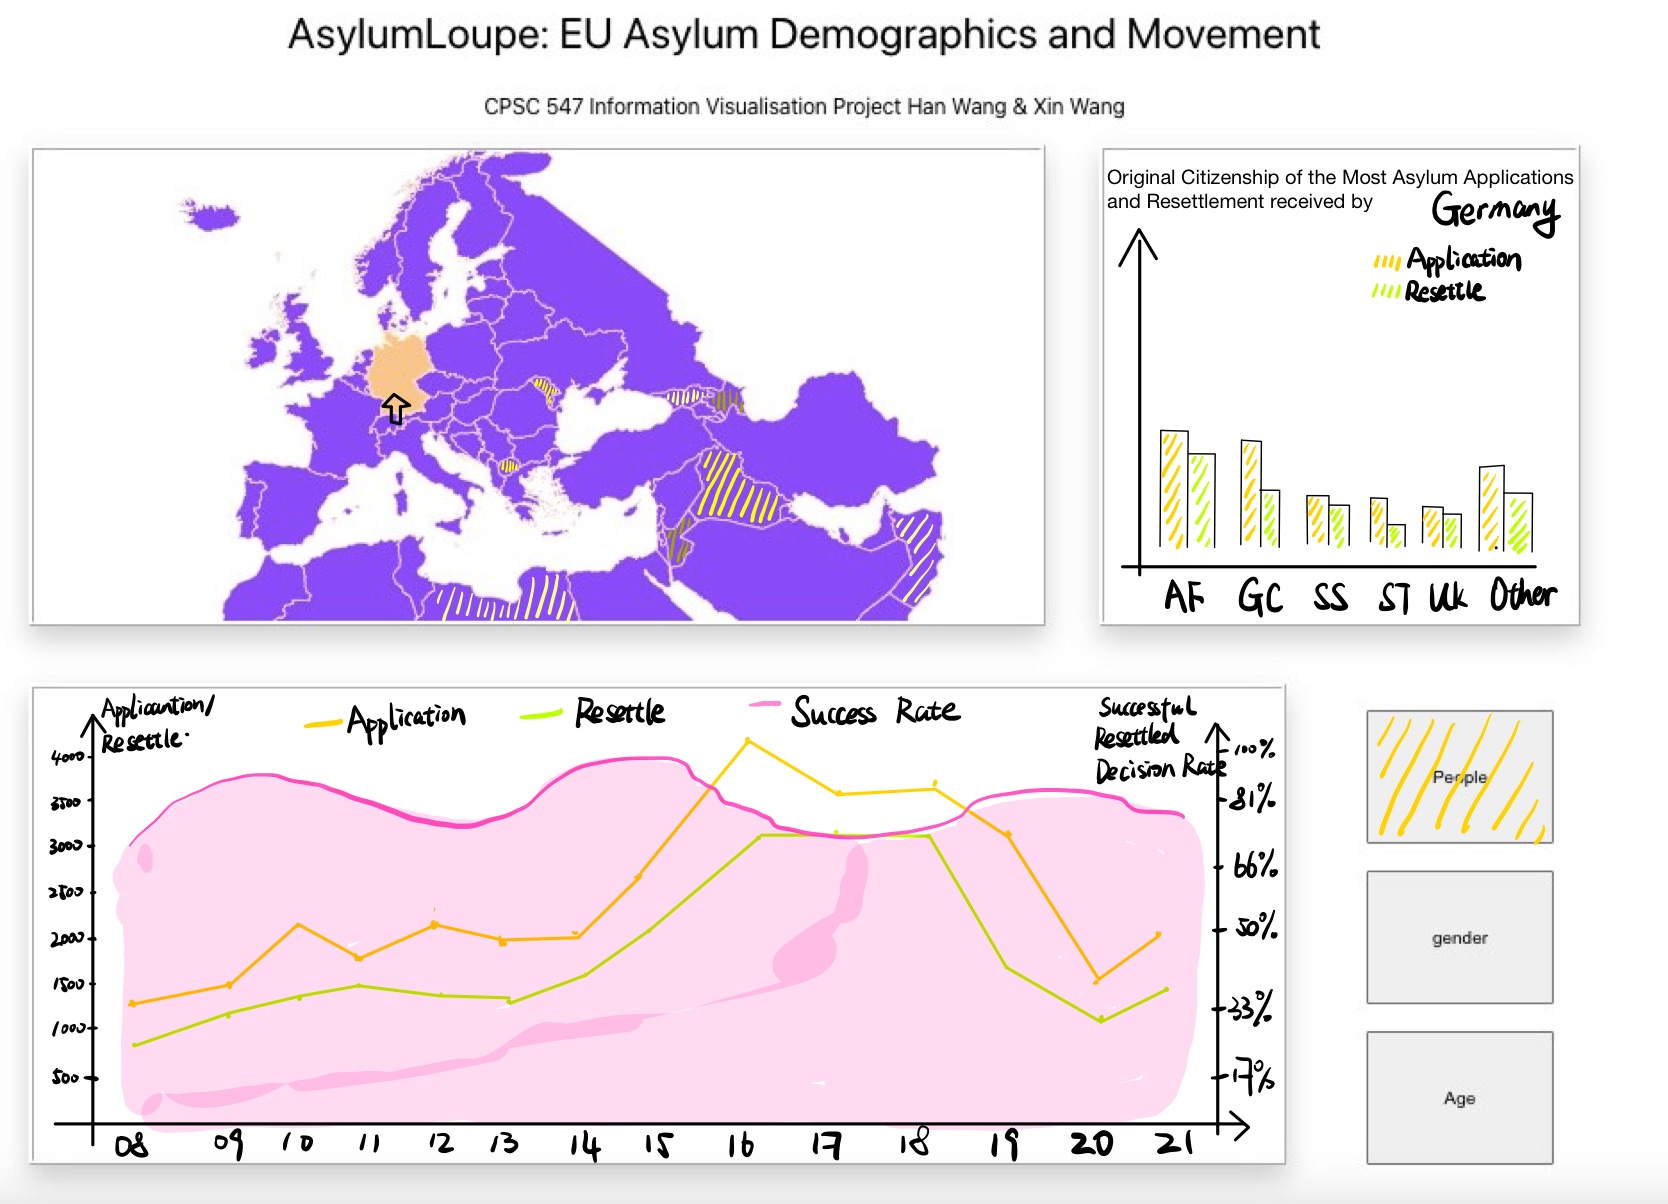 AsylumLoupe: EU Asylum Demographics and Movement
CPSC 547 Information Visualisation Project Han Wang & Xin Wang
Original Citizenship of the Most Asylum Applications
and Resettlement received by Germany
Application
Resettle
AF GC SS ST UK Other
Applicantion/
Resettle
Application Resettle Success Rate
Successful
Resettled
Decision Rate
4000
3500
3000
2500
2000
1500
1000
500
100%
81%
66%
50%
33%
17%
08 09 10 11 12 13 14 15 16 17 18 19 20 21
People
gender
Age